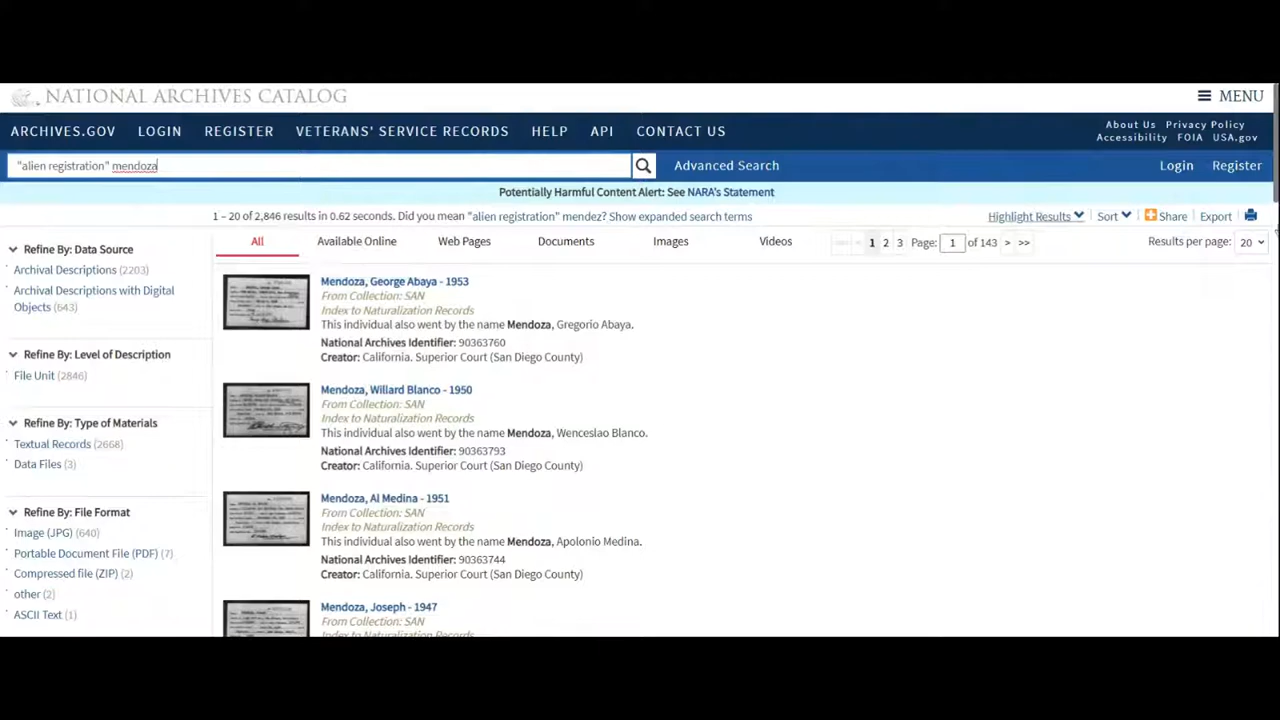 NATIONAL ARCHIVES CATALOG
MENU
ARCHIVES.GOV LOGIN REGISTER VETERANS' SERVICE RECORDS HELP API CONTACT US
About Us Privacy Policy
Accessibility FOIA USA.gov
"alien registration" mendoza
Advanced Search
Login Register
Potentially Harmful Content Alert: See NARA's Statement
1 – 20 of 2,846 results in 0.62 seconds. Did you mean "alien registration" mendez? Show expanded search terms
Highlight Results Sort Share Export
All Available Online Web Pages Documents Images Videos
1 2 3 Page: 1 of 143 > >>
Results per page: 20
Refine By: Data Source
Archival Descriptions (2203)
Archival Descriptions with Digital
Objects (643)
Refine By: Level of Description
File Unit (2846)
Refine By: Type of Materials
Textual Records (2668)
Data Files (3)
Refine By: File Format
Image (JPG) (640)
Portable Document File (PDF) (7)
Compressed file (ZIP) (2)
other (2)
ASCII Text (1)
Mendoza, George Abaya - 1953
From Collection: SAN
Index to Naturalization Records
This individual also went by the name Mendoza, Gregorio Abaya.
National Archives Identifier: 90363760
Creator: California. Superior Court (San Diego County)
Mendoza, Willard Blanco - 1950
From Collection: SAN
Index to Naturalization Records
This individual also went by the name Mendoza, Wenceslao Blanco.
National Archives Identifier: 90363793
Creator: California. Superior Court (San Diego County)
Mendoza, Al Medina - 1951
From Collection: SAN
Index to Naturalization Records
This individual also went by the name Mendoza, Apolonio Medina.
National Archives Identifier: 90363744
Creator: California. Superior Court (San Diego County)
Mendoza, Joseph - 1947
From Collection: SAN
Index to Naturalization Records